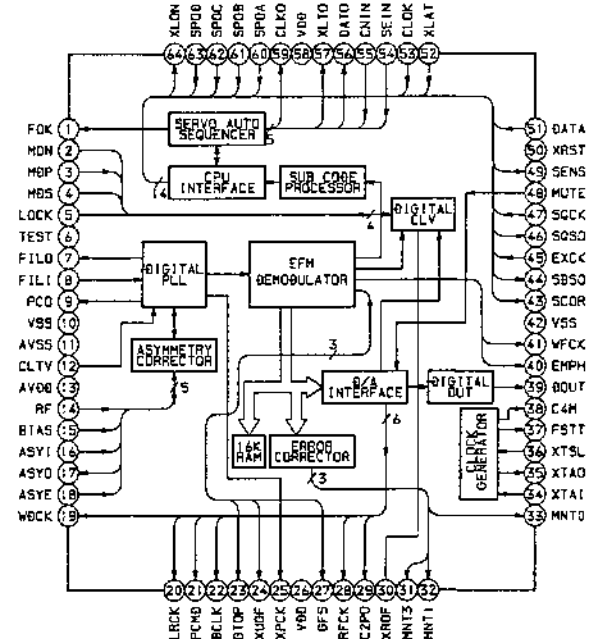 XLON
SPOD
SPOC
SPOB
SPOA
CLKO
VDD
XLTO
DATO
CNIN
SEIN
CLOK
XLAT
64 63 62 61 60 59 58 57 56 55 54 53 52
FOK 1
MON 2
MDP 3
MDS 4
LOCK 5
TEST 6
FILO 7
FILI 8
PCO 9
VSS 10
AVSS 11
CLTV 12
AVDD 13
RF 14
BIAS 15
ASYI 16
ASYO 17
ASYE 18
WDCK 19
SERVO AUTO
SEQUENCER
5
CPU
INTERFACE
4
SUB CODE
PROCESSOR
DIGITAL
CLV
4
DIGITAL
PLL
EFM
DEMODULATOR
ASYMMETRY
CORRECTOR
5
3
D/A
INTERFACE
6
DIGITAL
OUT
16K
RAM
ERROR
CORRECTOR
3
CLOCK
GENERATOR
51 DATA
50 XRST
49 SENS
48 MUTE
47 SQCK
46 SQSO
45 EXCK
44 SBSO
43 SCOR
42 VSS
41 WFCK
40 EMPH
39 DOUT
38 C4M
37 FSTT
36 XTSL
35 XTAO
34 XTAI
33 MNT0
20 21 22 23 24 25 26 27 28 29 30 31 32
LRCK
PCMD
BCLK
GTOP
XUGF
XPCK
VDD
GFS
RFCK
C2PO
XROF
MNT3
MNT1